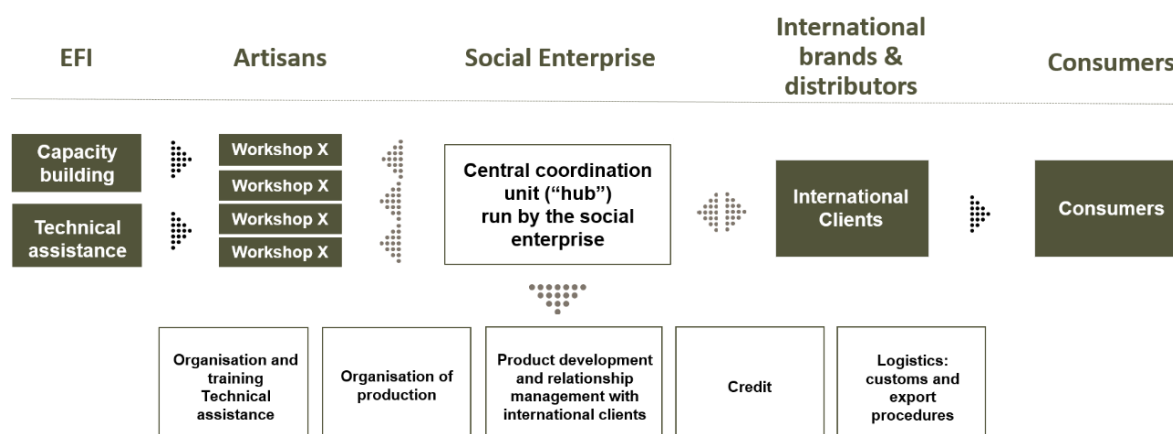 EFI
Artisans
Social Enterprise
International
brands &
distributors
Consumers
Capacity
building
Technical
assistance
Workshop X
Workshop X
Workshop X
Workshop X
Central coordination
unit (“hub”)
run by the social
enterprise
International
Clients
Consumers
Organisation and
training
Technical
assistance
Organisation of
production
Product development
and relationship
management with
international clients
Credit
Logistics:
customs and
export
procedures